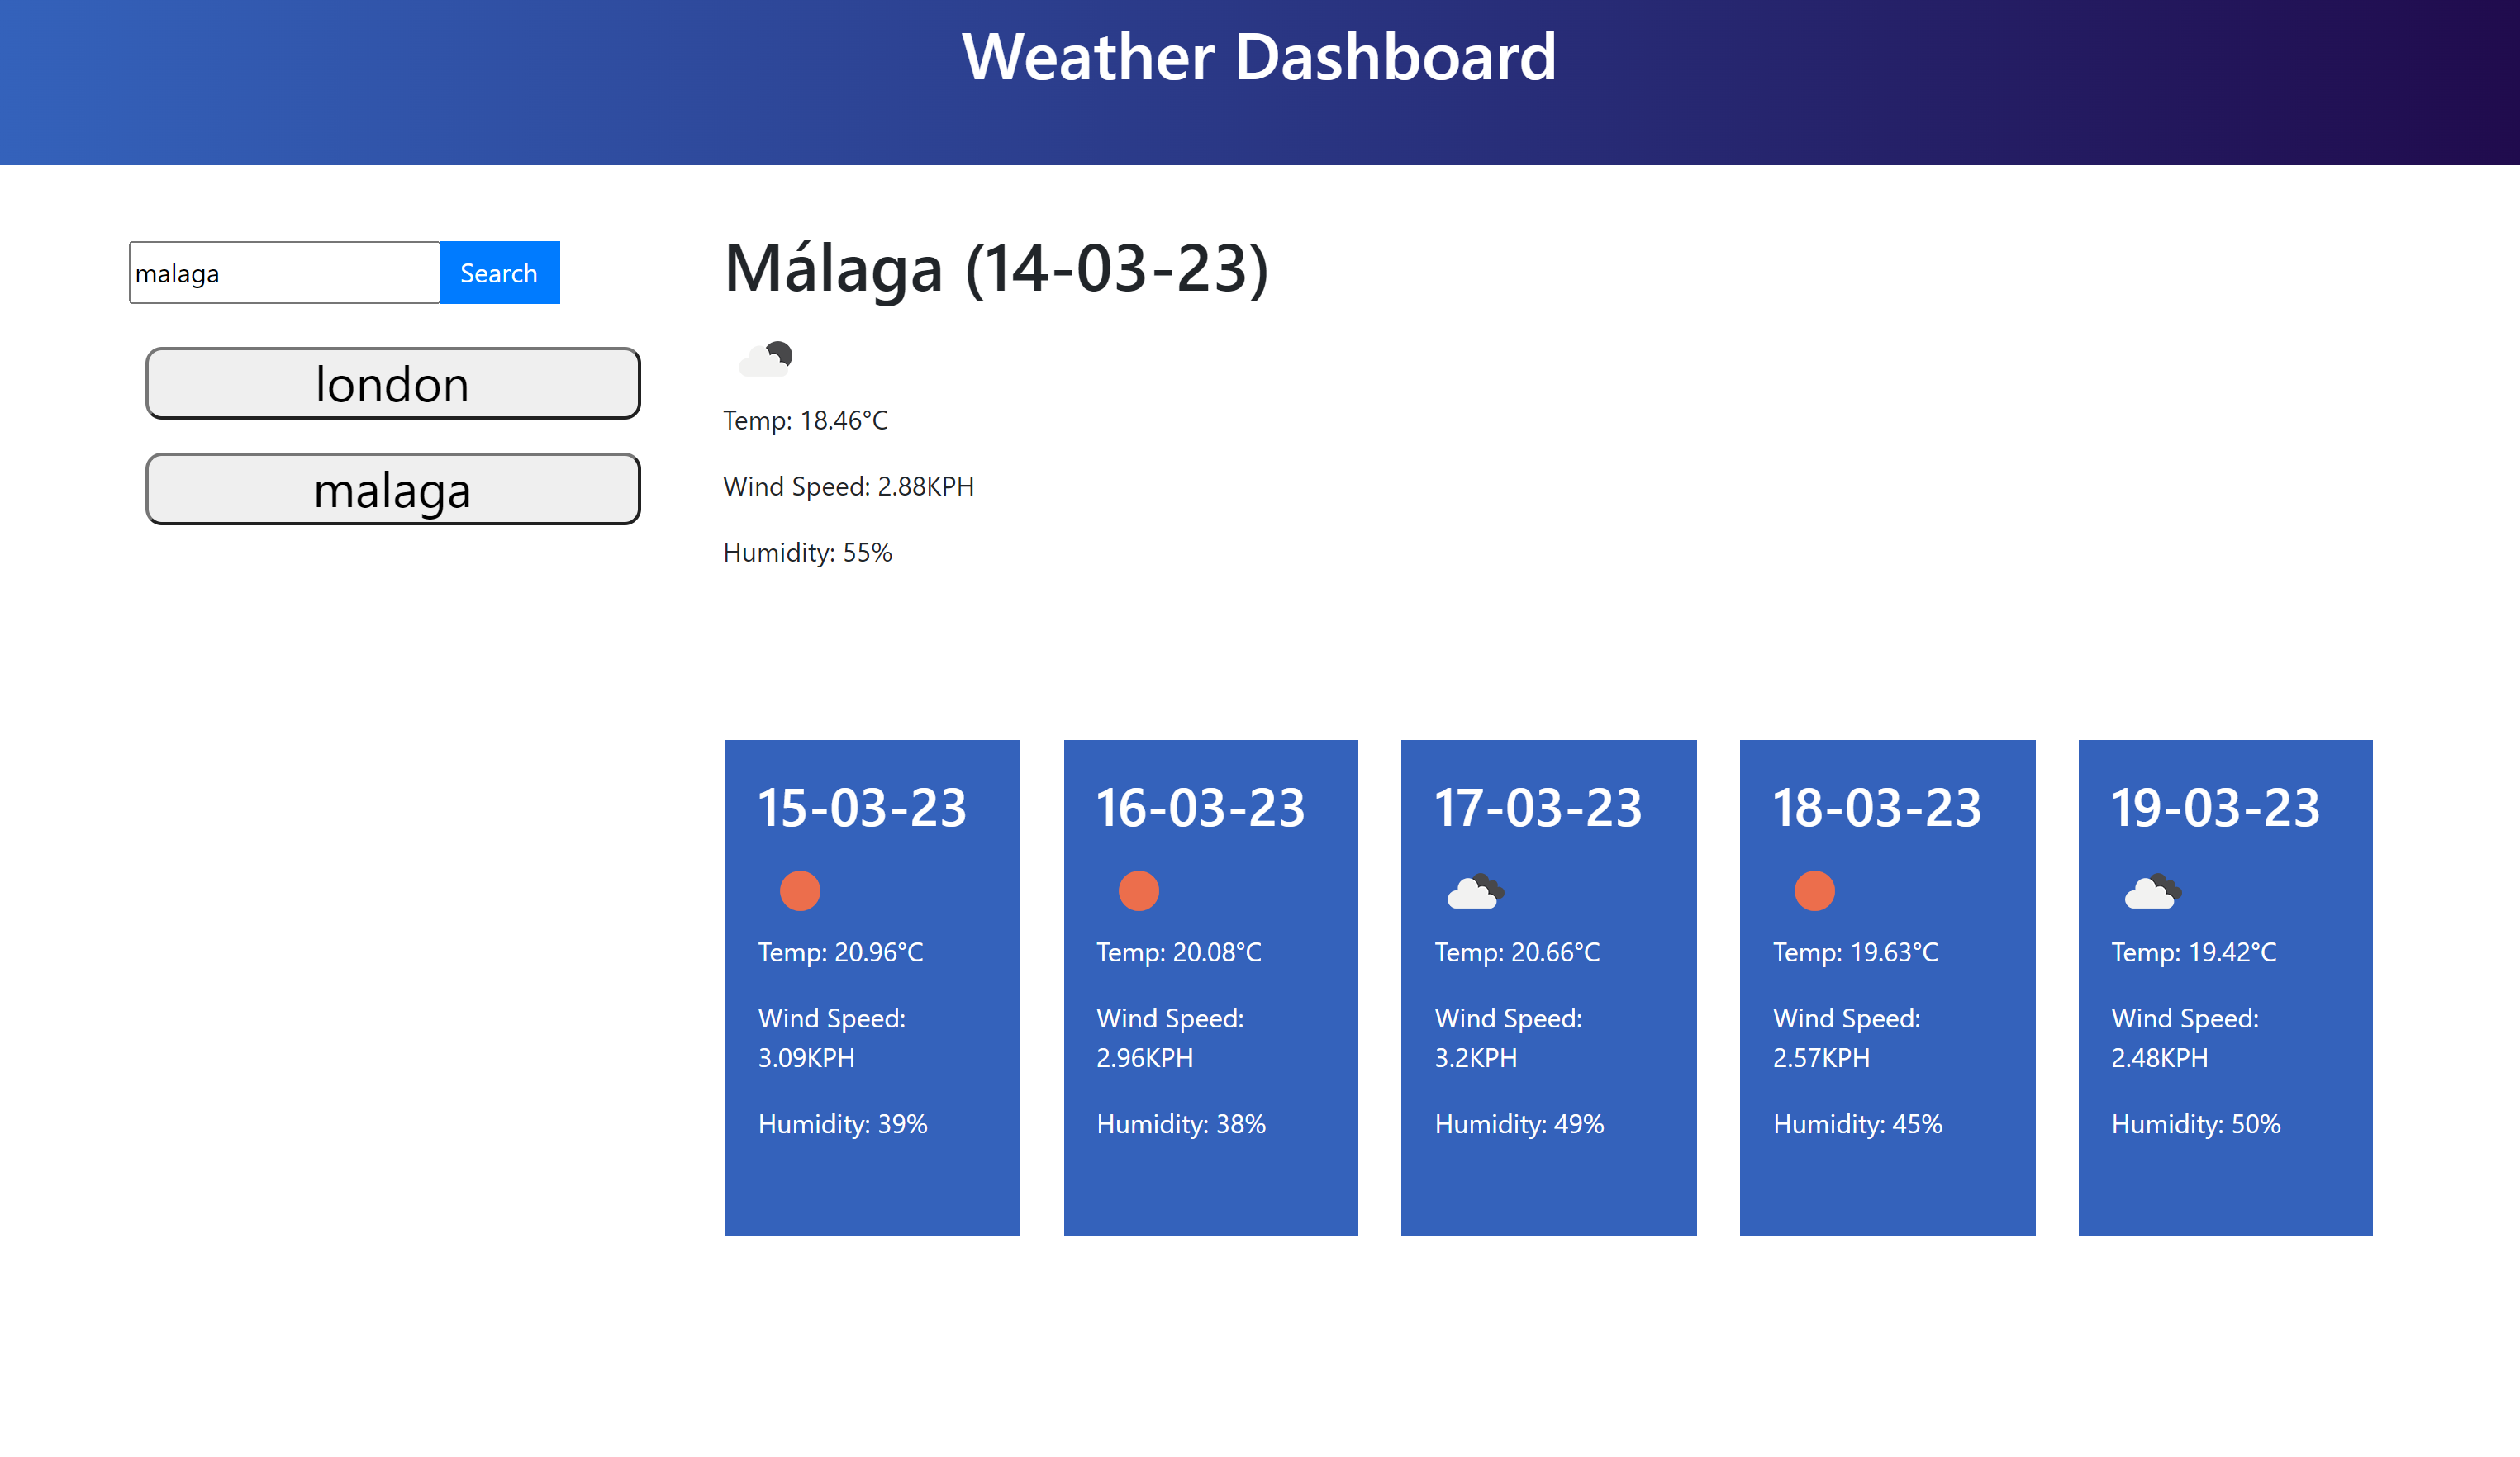 Weather Dashboard
malaga
Search
london
malaga
Málaga (14-03-23)
Temp: 18.46°C
Wind Speed: 2.88KPH
Humidity: 55%
15-03-23
Temp: 20.96°C
Wind Speed:
3.09KPH
Humidity: 39%
16-03-23
Temp: 20.08°C
Wind Speed:
2.96KPH
Humidity: 38%
17-03-23
Temp: 20.66°C
Wind Speed:
3.2KPH
Humidity: 49%
18-03-23
Temp: 19.63°C
Wind Speed:
2.57KPH
Humidity: 45%
19-03-23
Temp: 19.42°C
Wind Speed:
2.48KPH
Humidity: 50%